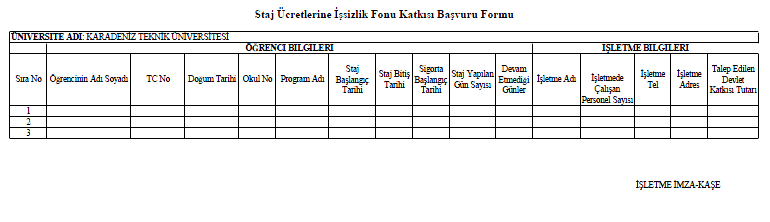 Staj Ücretlerine İşsizlik Fonu Katkısı Başvuru Formu
ÜNİVERSİTE ADI: KARADENİZ TEKNİK ÜNİVERSİTESİ
ÖĞRENCİ BİLGİLERİ İŞLETME BİLGİLERİ
Sıra No Öğrencinin Adı Soyadı TC No Dogum Tarihi Okul No Program Adı Staj Başlangıç Tarihi Staj Bitiş Tarihi Sigorta Başlangıç Tarihi Staj Yapılan Gün Sayısı Devam Etmediği Günler İşletme Adı İşletmede Çalışan Personel Sayısı İşletme Tel İşletme Adres Talep Edilen Devlet Katkısı Tutarı
1
2
3
İŞLETME İMZA-KAŞE